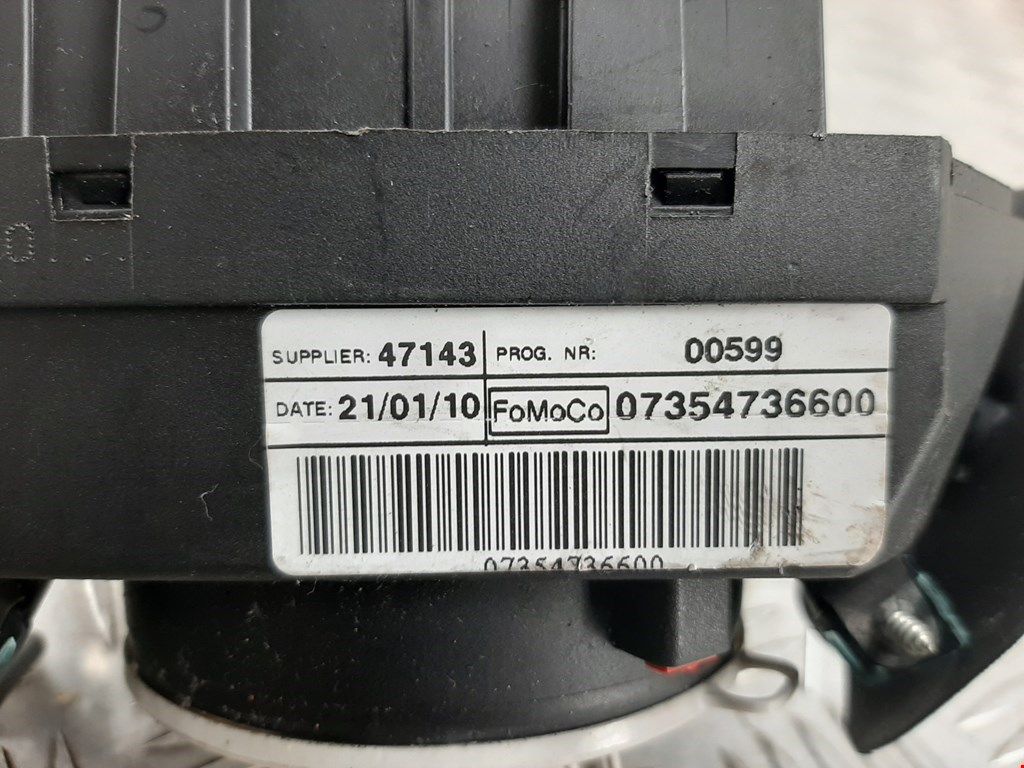 SUPPLIER: 47143 PROG. NR: 00599
DATE: 21/01/10 FoMoCo 07354736600
07354736600